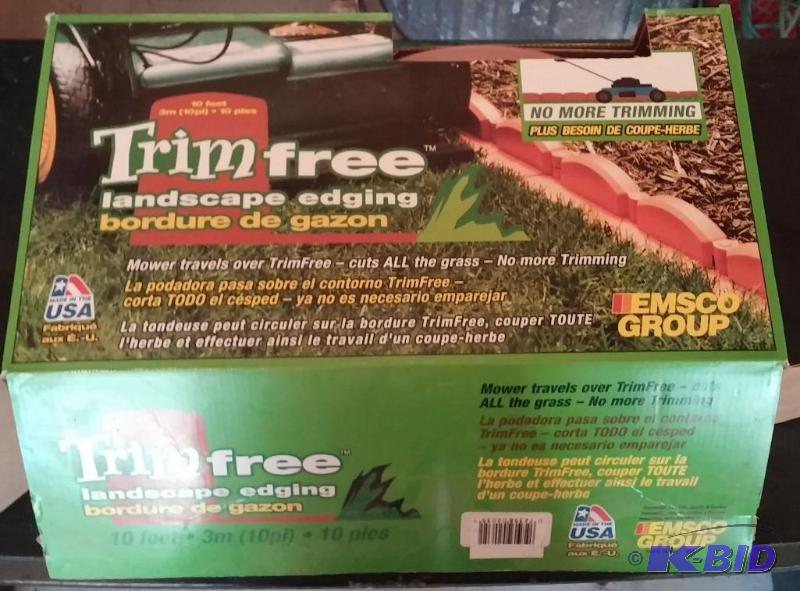 10 feet
3m (10pi) • 10 pies
Trim free™
landscape edging
bordure de gazon
NO MORE TRIMMING
PLUS BESOIN DE COUPE-HERBE
Mower travels over TrimFree – cuts ALL the grass – No more Trimming
La podadora pasa sobre el contorno TrimFree –
corta TODO el césped – ya no es necesario emparejar
La tondeuse peut circuler sur la bordure TrimFree, couper TOUTE
l'herbe et effectuer ainsi le travail d'un coupe-herbe
MADE IN THE
USA
Fabriqué
aux É.-U.
EMSCO
GROUP
Trim free™
landscape edging
bordure de gazon
10 feet • 3m (10pi) • 10 pies
Mower travels over TrimFree – cuts
ALL the grass – No more Trimming
La podadora pasa sobre el contorno
TrimFree – corta TODO el césped
– ya no es necesario emparejar
La tondeuse peut circuler sur la
bordure TrimFree, couper TOUTE
l'herbe et effectuer ainsi le travail
d'un coupe-herbe
MADE IN THE
USA
Fabriqué
aux É.-U.
EMSCO
GROUP
© K-BID